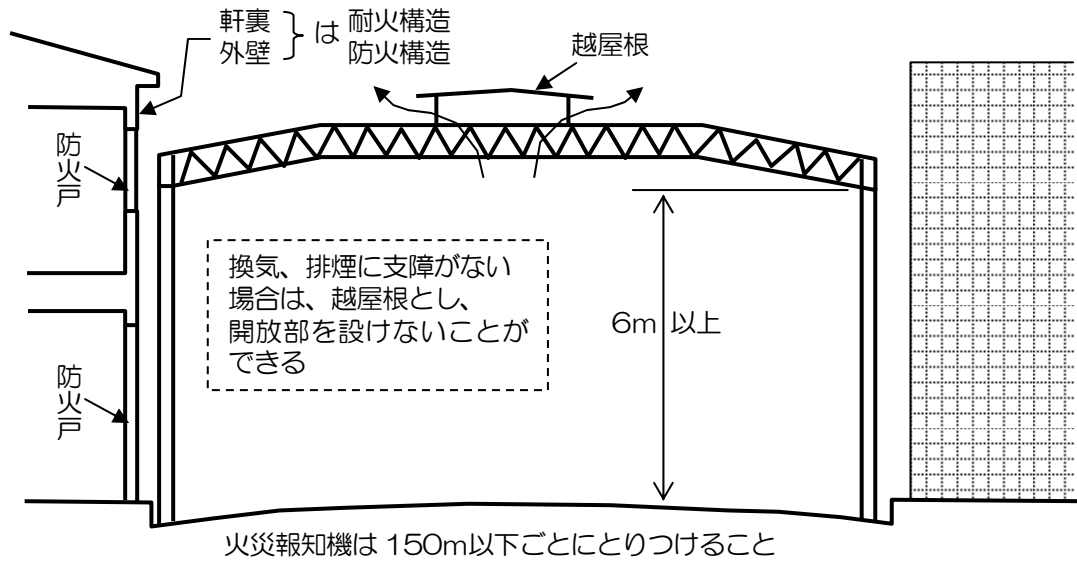 軒裏
外壁
は
耐火構造
防火構造
越屋根
防火戸
換気、排煙に支障がない
場合は、越屋根とし、
開放部を設けないことが
できる
6m 以上
防火戸
火災報知機は 150m以下ごとにとりつけること